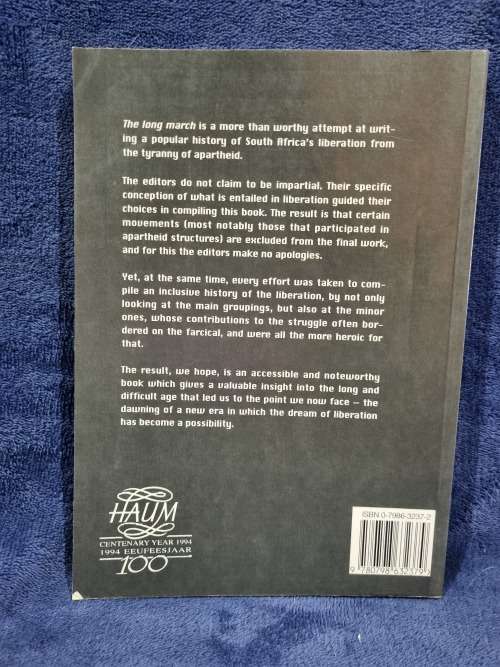 The long march is a more than worthy attempt at writ-
ing a popular history of South Africa's liberation from
the tyranny of apartheid.
The editors do not claim to be impartial. Their specific
conception of what is entailed in liberation guided their
choices in compiling this book. The result is that certain
movements (most notably those that participated in
apartheid structures) are excluded from the final work,
and for this the editors make no apologies.
Yet, at the same time, every effort was taken to com-
pile an inclusive history of the liberation, by not only
looking at the main groupings, but also at the minor
ones, whose contributions to the struggle often bor-
dered on the farcical, and were all the more heroic for
that.
The result, we hope, is an accessible and noteworthy
book which gives a valuable insight into the long and
difficult age that led us to the point we now face – the
dawning of a new era in which the dream of liberation
has become a possibility.
HAUM
CENTENARY YEAR 1994
1994 EEUFEESJAAR
100
ISBN 0-7986-3237-2
9 780798 632379